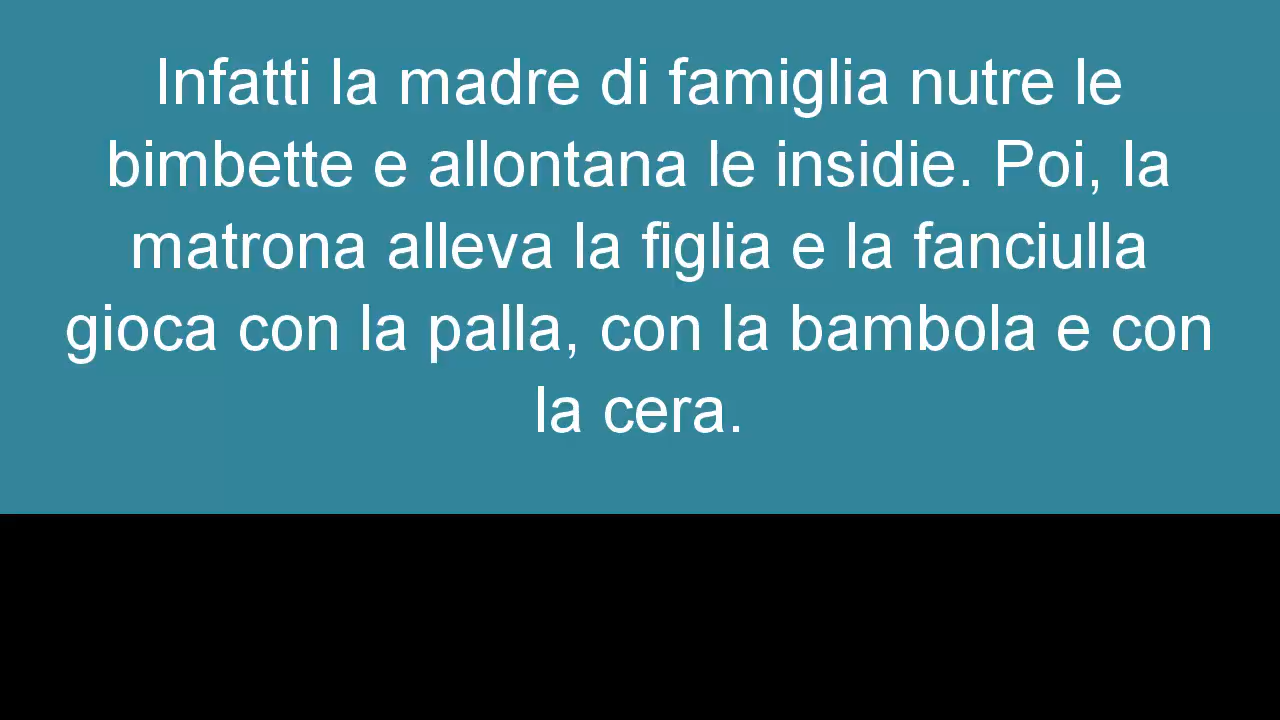 Infatti la madre di famiglia nutre le
bimbette e allontana le insidie. Poi, la
matrona alleva la figlia e la fanciulla
gioca con la palla, con la bambola e con
la cera.